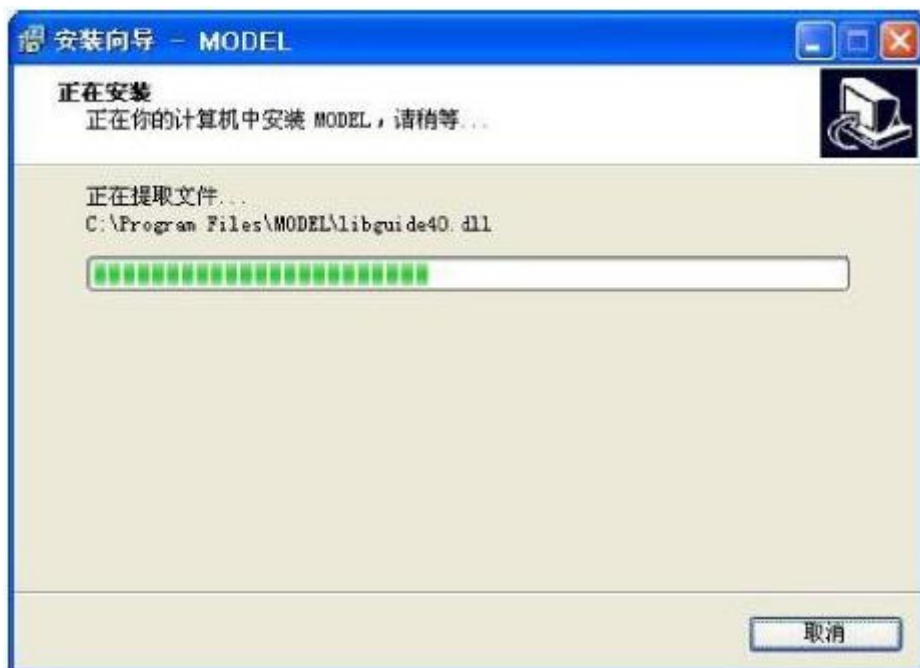 安装向导 - MODEL
正在安装
正在你的计算机中安装 MODEL，请稍等...
正在提取文件...
C:\Program Files\MODEL\libguide40.dll
取消